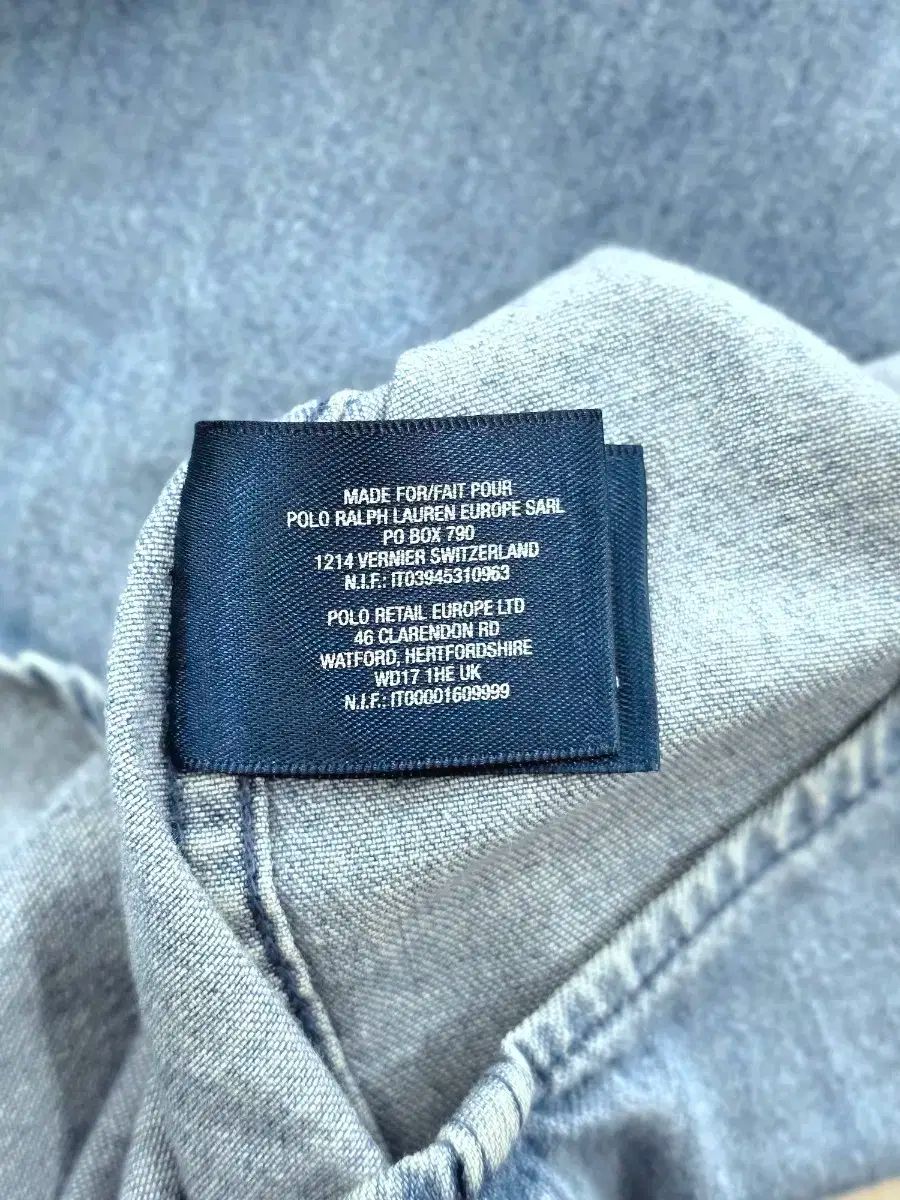 MADE FOR/FAIT POUR
POLO RALPH LAUREN EUROPE SARL
PO BOX 790
1214 VERNIER SWITZERLAND
N.I.F.: IT03945310963
POLO RETAIL EUROPE LTD
46 CLARENDON RD
WATFORD, HERTFORDSHIRE
WD17 1HE UK
N.I.F.: IT00001609999